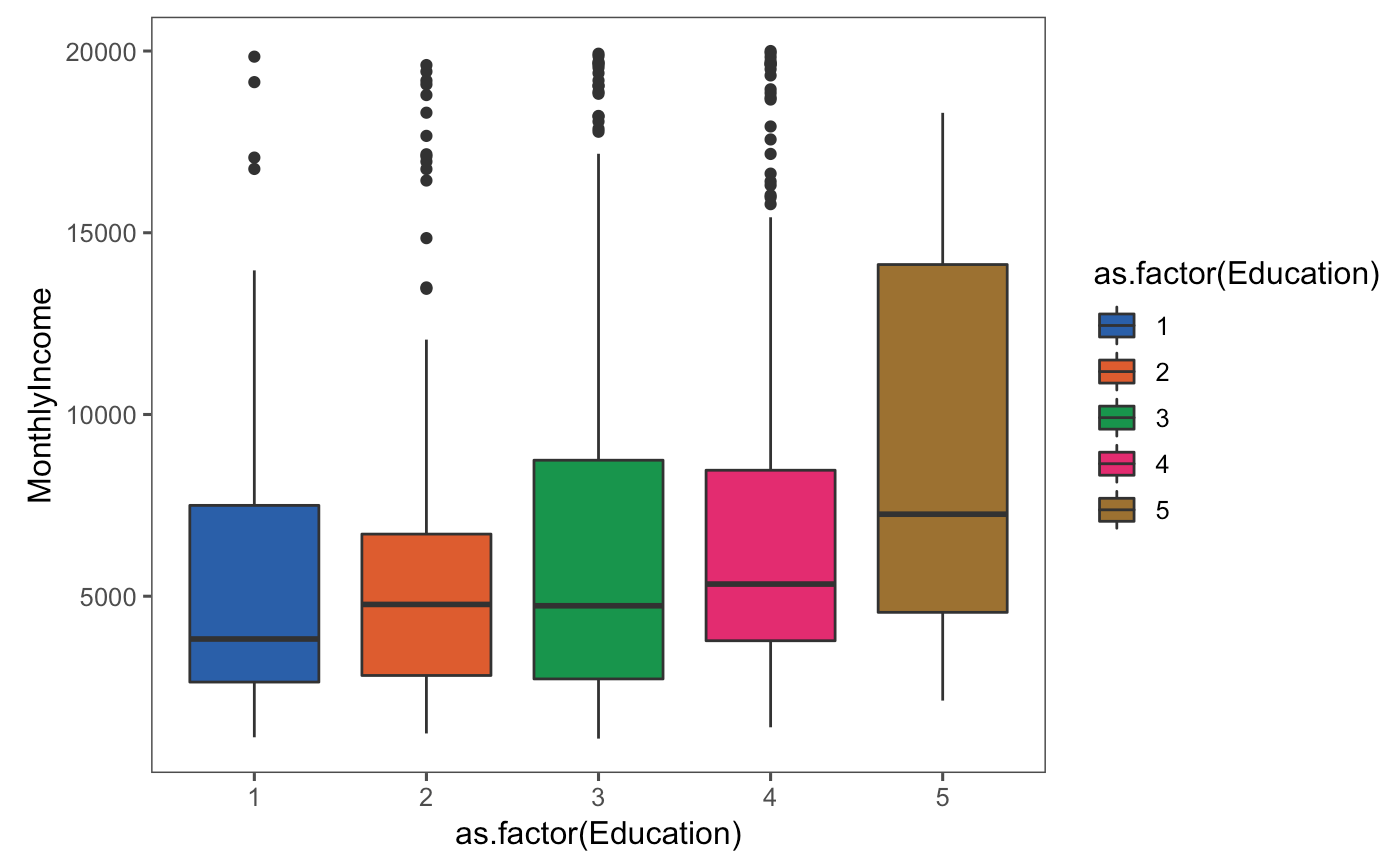 MonthlyIncome
20000
15000
10000
5000
1 2 3 4 5
as.factor(Education)
as.factor(Education)
1
2
3
4
5